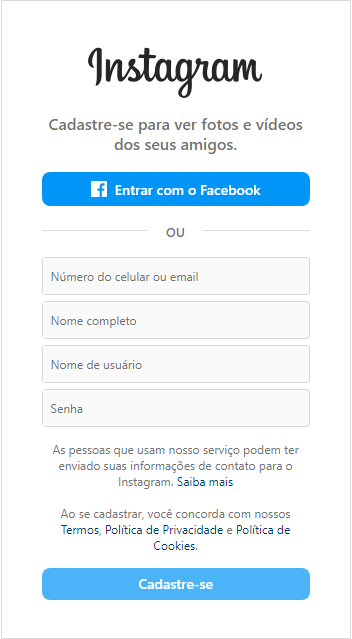 Instagram
Cadastre-se para ver fotos e vídeos
dos seus amigos.
Entrar com o Facebook
OU
Número do celular ou email
Nome completo
Nome de usuário
Senha
As pessoas que usam nosso serviço podem ter
enviado suas informações de contato para o
Instagram. Saiba mais
Ao se cadastrar, você concorda com nossos
Termos, Política de Privacidade e Política de
Cookies.
Cadastre-se